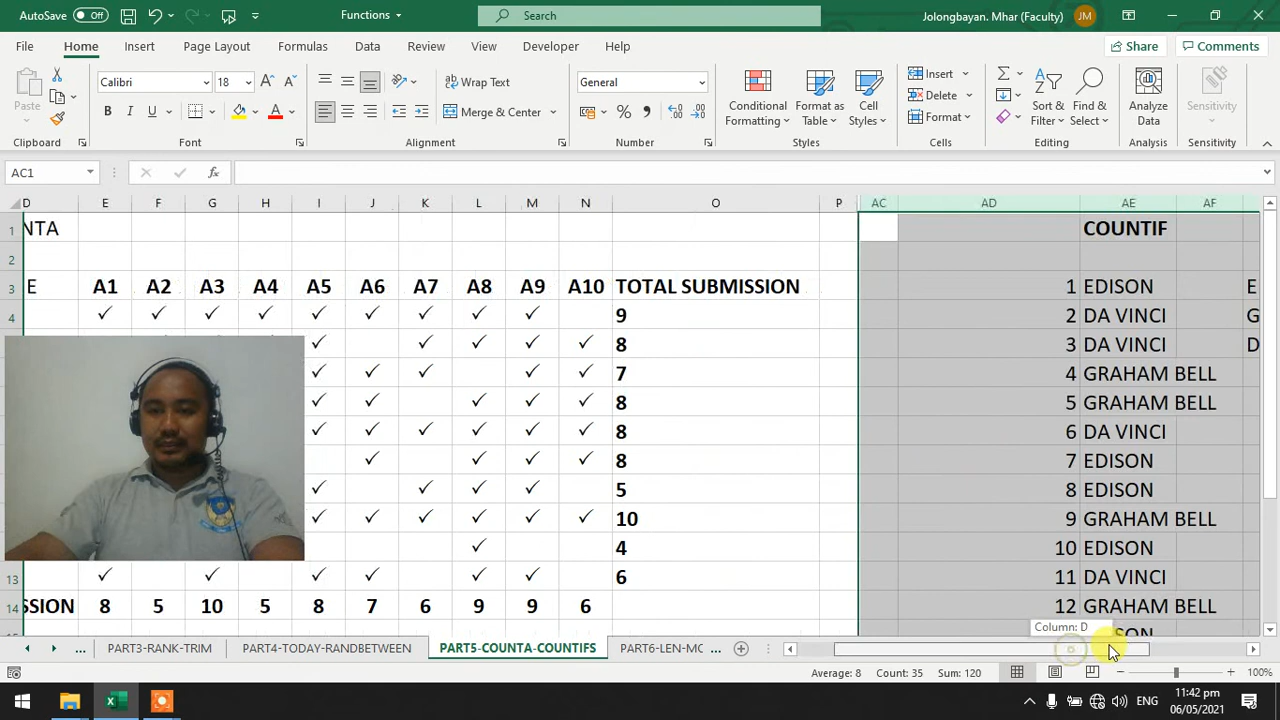 AutoSave Off Functions Search Jolongbayan. Mhar (Faculty) JM
File Home Insert Page Layout Formulas Data Review View Developer Help Share Comments
Paste Calibri 18 Wrap Text General Conditional Formatting Format as Table Cell Styles Insert Sort & Filter Find & Select Analyze Data Sensitivity
B I U Merge & Center Delete
Format
Clipboard Font Alignment Number Styles Cells Editing Analysis Sensitivity
AC1
D E F G H I J K L M N O P AC AD AE AF
1 NTA COUNTIF
2
3 E A1 A2 A3 A4 A5 A6 A7 A8 A9 A10 TOTAL SUBMISSION 1 EDISON E
4 ✓ ✓ ✓ ✓ ✓ ✓ ✓ ✓ ✓ 9 2 DA VINCI G
✓ ✓ ✓ ✓ ✓ 8 3 DA VINCI D
✓ ✓ ✓ ✓ ✓ 7 4 GRAHAM BELL
✓ ✓ ✓ ✓ ✓ 8 5 GRAHAM BELL
✓ ✓ ✓ ✓ ✓ ✓ 8 6 DA VINCI
✓ ✓ ✓ ✓ 8 7 EDISON
✓ ✓ ✓ ✓ 5 8 EDISON
✓ ✓ ✓ ✓ ✓ ✓ 10 9 GRAHAM BELL
✓ 4 10 EDISON
13 ✓ ✓ ✓ ✓ ✓ ✓ 6 11 DA VINCI
14 SSION 8 5 10 5 8 7 6 9 9 6 12 GRAHAM BELL
Column: D
... PART3-RANK-TRIM PART4-TODAY-RANDBETWEEN PART5-COUNTA-COUNTIFS PART6-LEN-MC ...
Average: 8 Count: 35 Sum: 120 100%
ENG 11:42 pm
06/05/2021